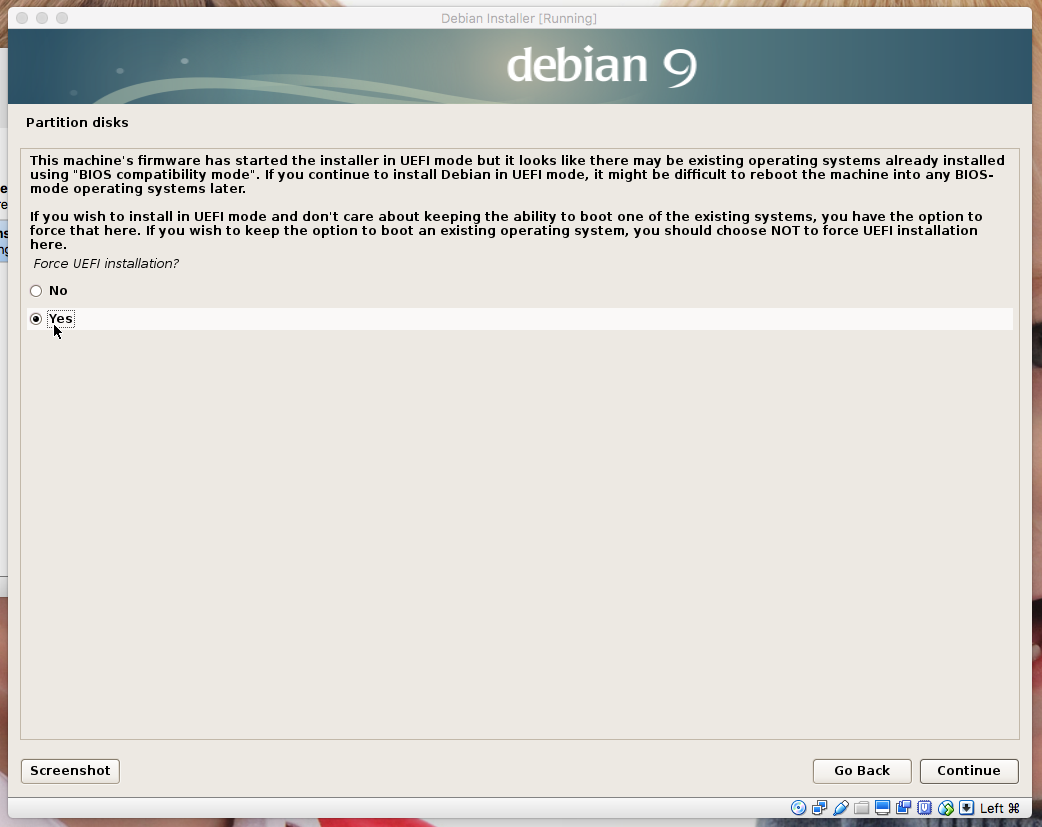 Debian Installer [Running]
debian 9
Partition disks
This machine's firmware has started the installer in UEFI mode but it looks like there may be existing operating systems already installed
using "BIOS compatibility mode". If you continue to install Debian in UEFI mode, it might be difficult to reboot the machine into any BIOS-
mode operating systems later.
If you wish to install in UEFI mode and don't care about keeping the ability to boot one of the existing systems, you have the option to
force that here. If you wish to keep the option to boot an existing operating system, you should choose NOT to force UEFI installation
here.
Force UEFI installation?
No
Yes
Screenshot
Go Back
Continue
Left ⌘